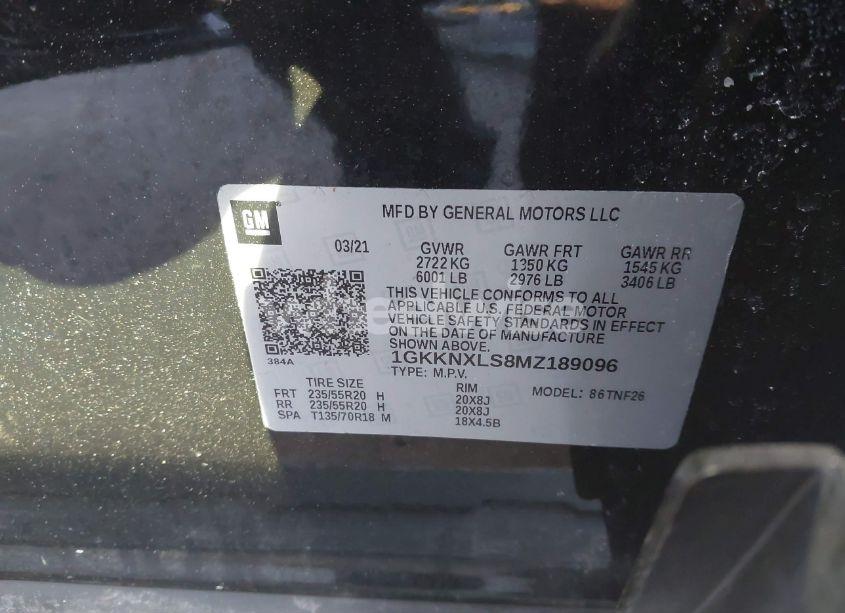 GM
MFD BY GENERAL MOTORS LLC
03/21 GVWR GAWR FRT GAWR RR
2722 KG 1350 KG 1545 KG
6001 LB 2976 LB 3406 LB
THIS VEHICLE CONFORMS TO ALL
APPLICABLE U.S. FEDERAL MOTOR
VEHICLE SAFETY STANDARDS IN EFFECT
ON THE DATE OF MANUFACTURE
SHOWN ABOVE.
384A
1GKKNXLS8MZ189096
TYPE: M.P.V.
TIRE SIZE RIM MODEL: 86TNF26
FRT 235/55R20 H 20X8J
RR 235/55R20 H 20X8J
SPA T135/70R18 M 18X4.5B